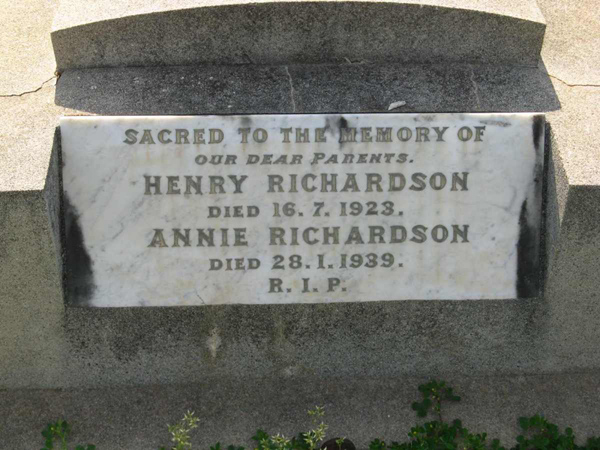 SACRED TO THE MEMORY OF
OUR DEAR PARENTS.
HENRY RICHARDSON
DIED 16. 7. 1923.
ANNIE RICHARDSON
DIED 28. 1. 1939.
R. I. P.